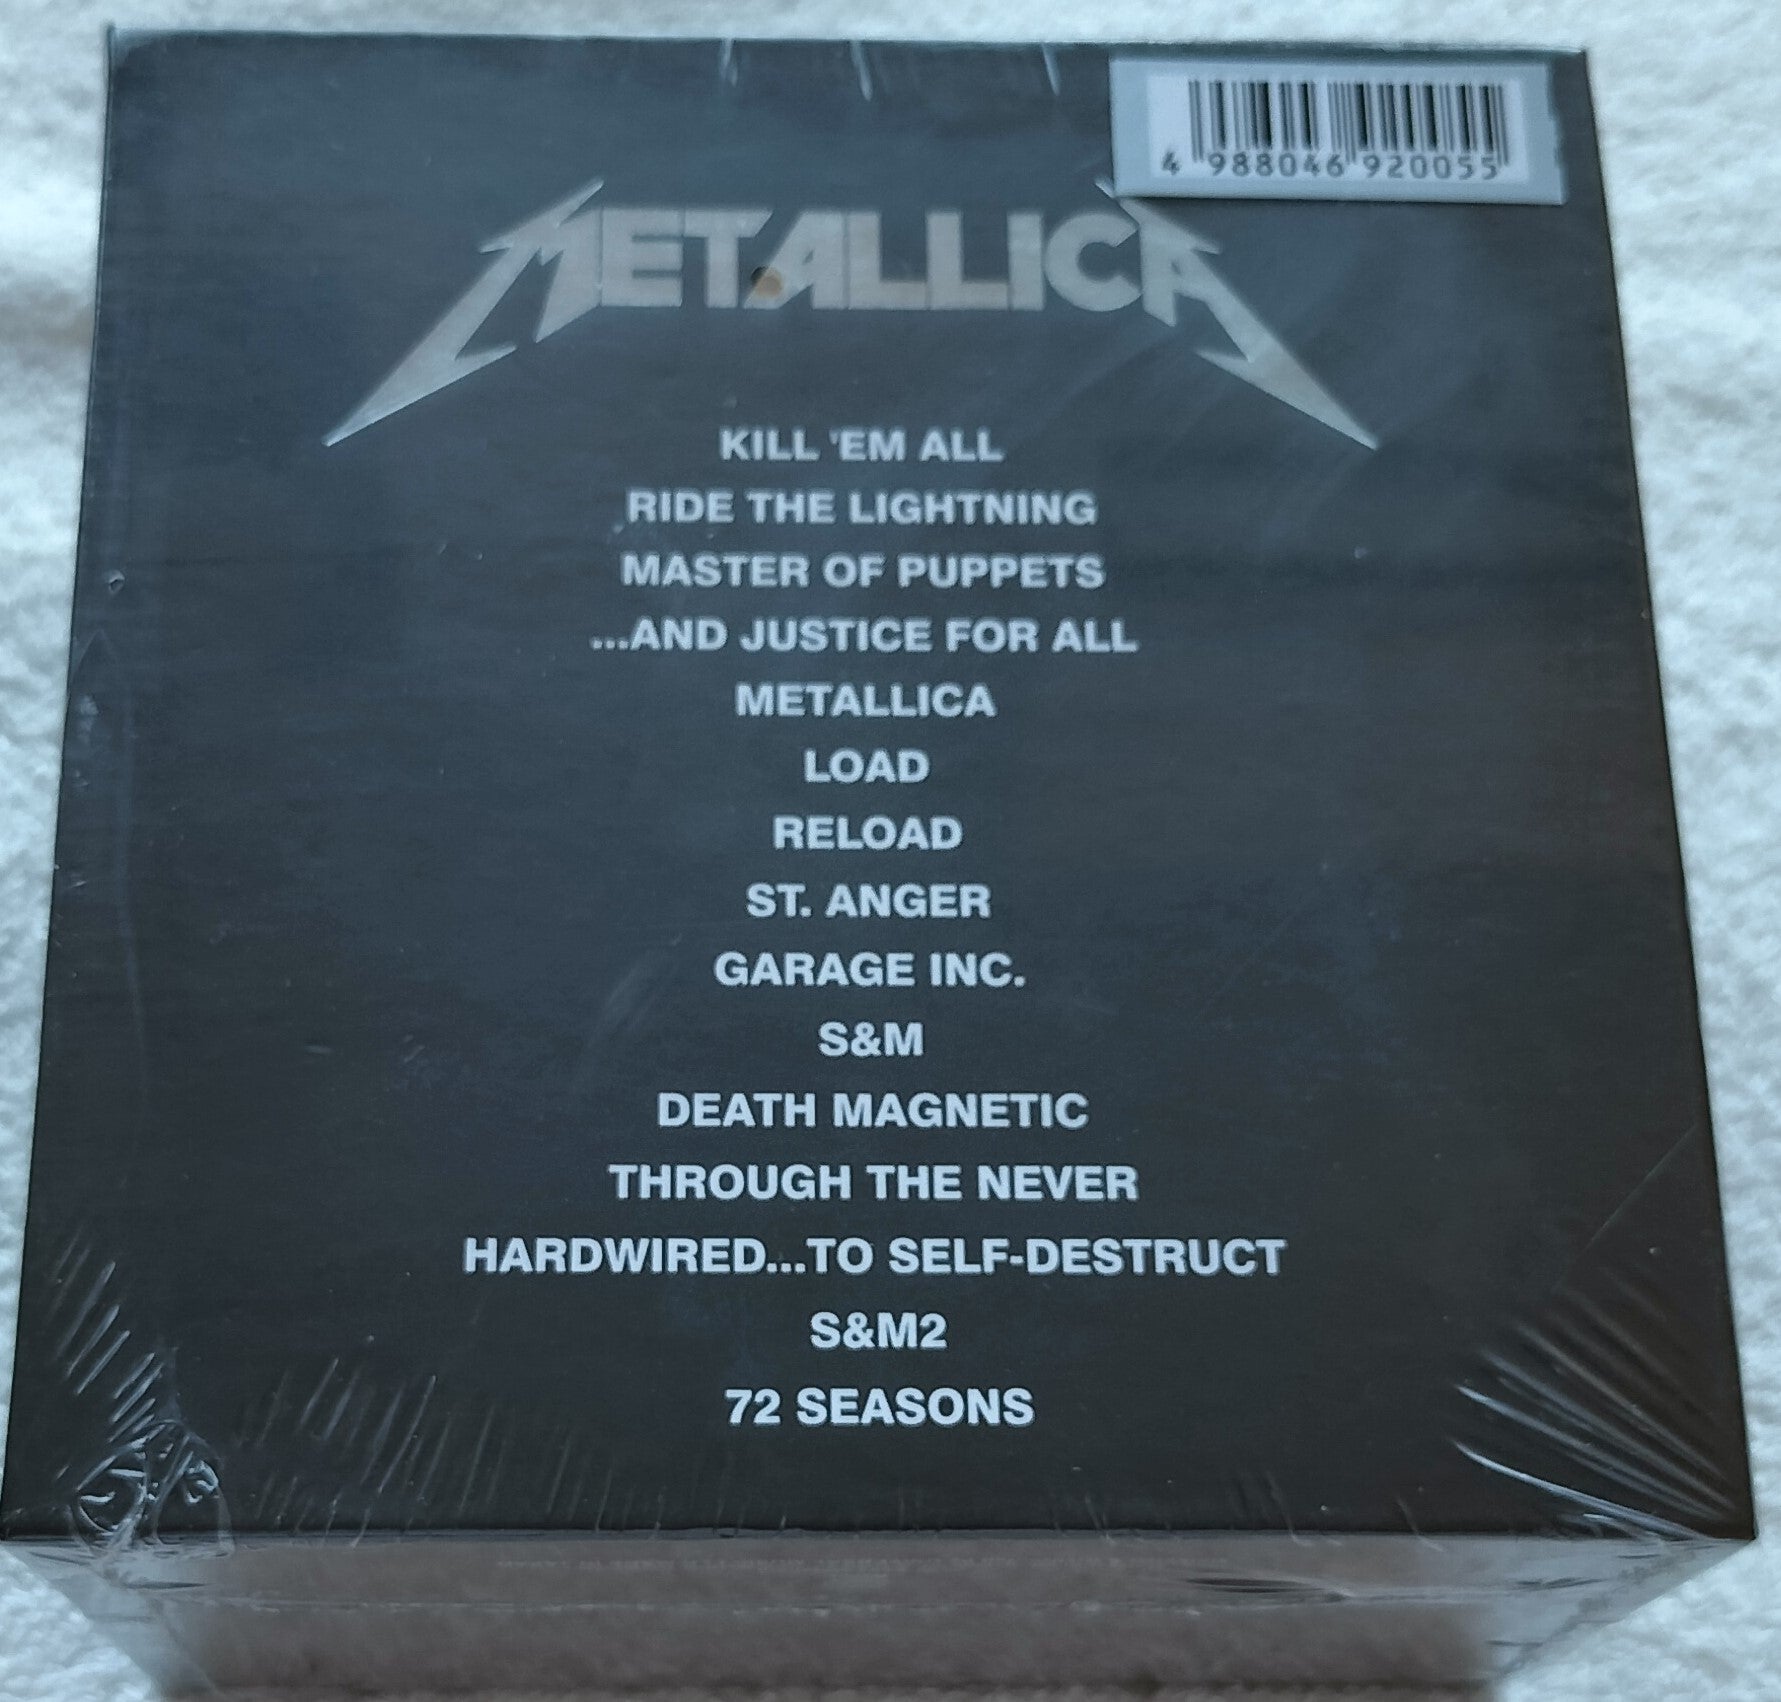 4 988046 920055
METALLICA
KILL 'EM ALL
RIDE THE LIGHTNING
MASTER OF PUPPETS
...AND JUSTICE FOR ALL
METALLICA
LOAD
RELOAD
ST. ANGER
GARAGE INC.
S&M
DEATH MAGNETIC
THROUGH THE NEVER
HARDWIRED...TO SELF-DESTRUCT
S&M2
72 SEASONS